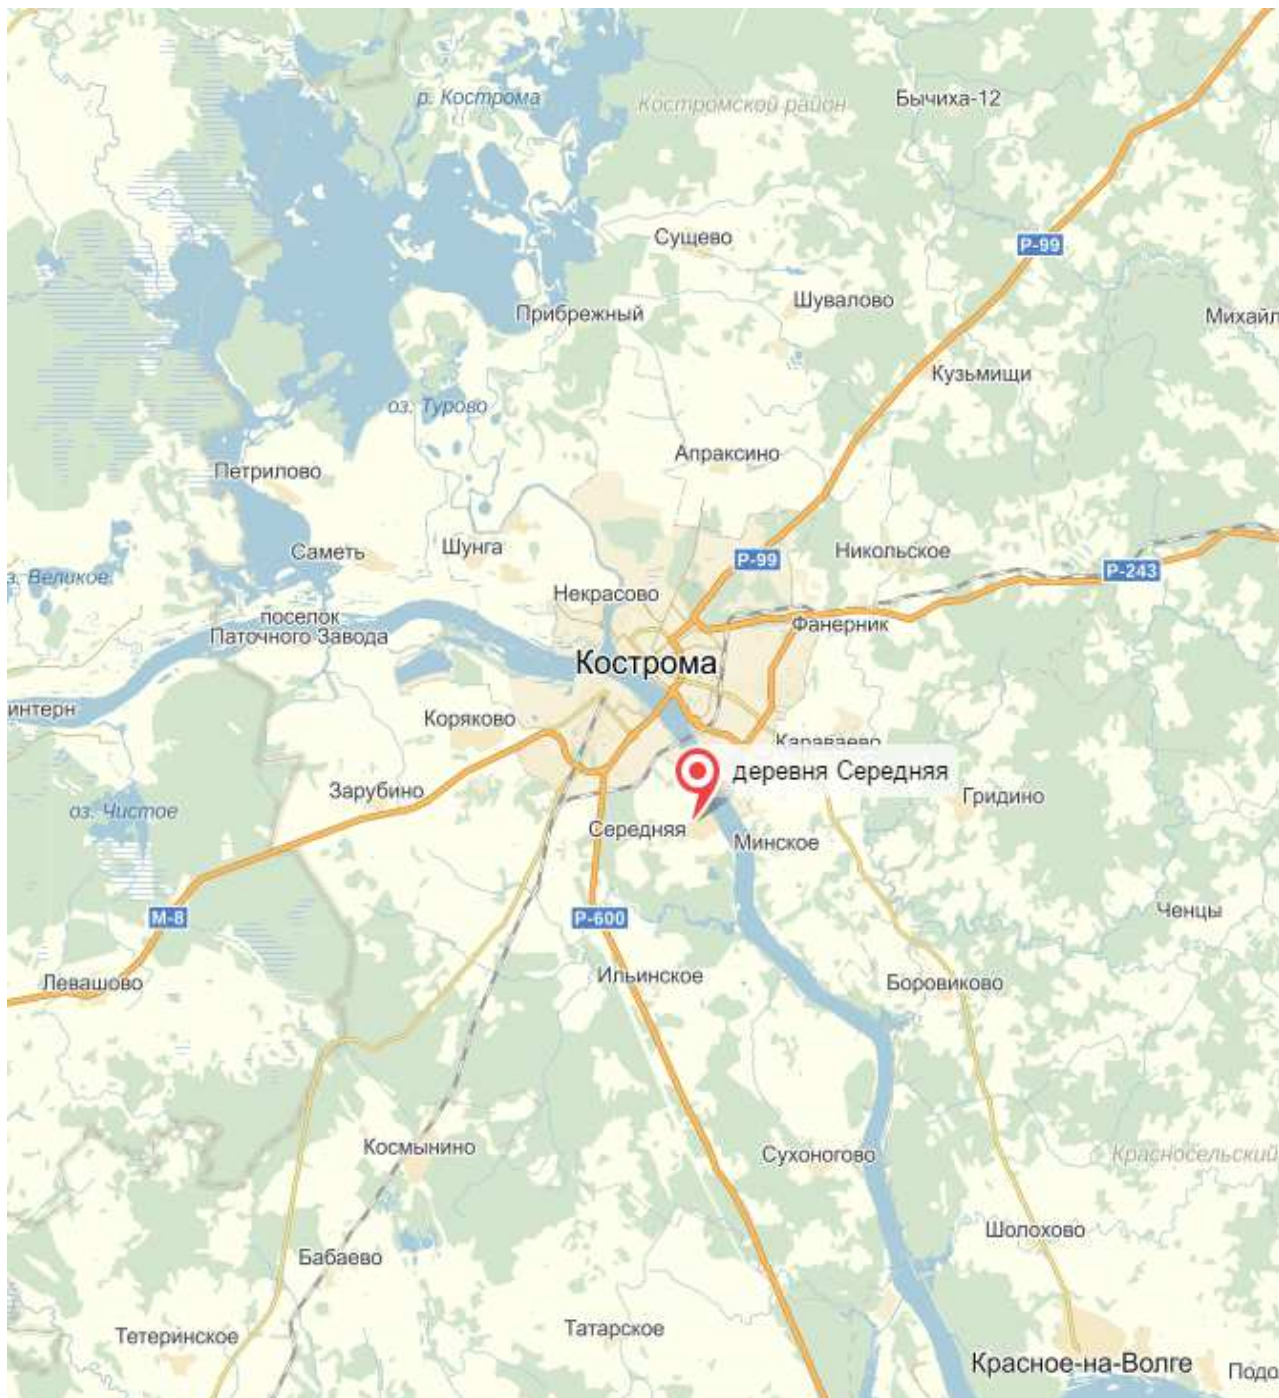 р. Кострома
Костромской район
Бычиха-12
Сущево
Р-99
Шувалово
Прибрежный
Михайл
Кузьмищи
оз. Турово
Апраксино
Петрилово
Шунга
Саметь
Никольское
Р-99
Р-243
з. Великое
Некрасово
поселок
Паточного Завода
Фанерник
Кострома
интерн
Коряково
Караваево
деревня Середняя
Зарубино
Гридино
оз. Чистое
Середняя
Минское
М-8
Р-600
Ченцы
Левашово
Ильинское
Боровиково
Космынино
Сухоногово
Красносельский
Шолохово
Бабаево
Тетеринское
Татарское
Красное-на-Волге
Подо